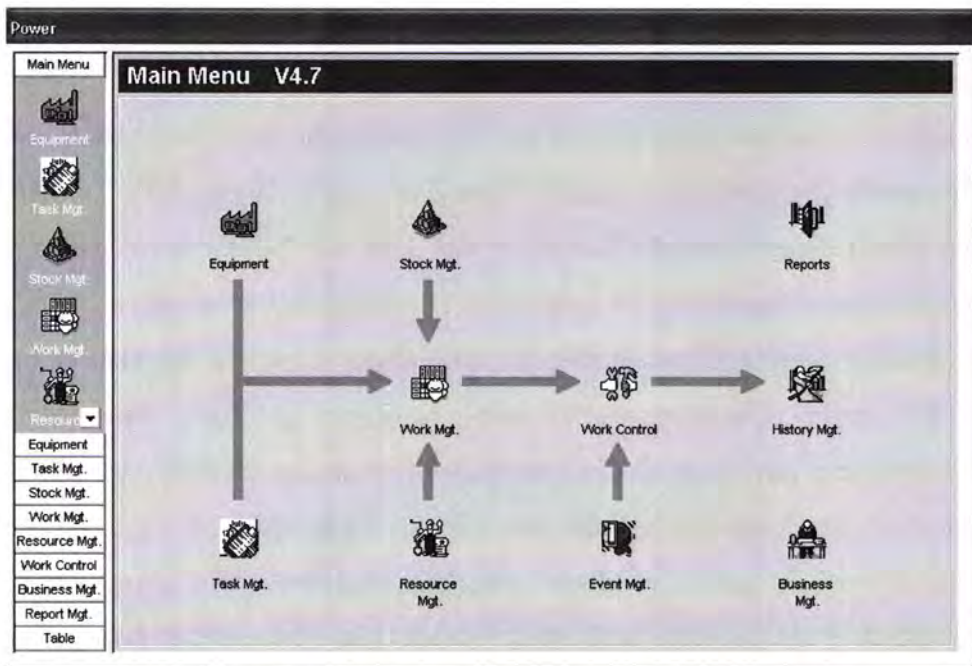 Power
Main Menu
Equipment
Task Mgt.
Stock Mgt.
Work Mgt.
Resourc
Equipment
Task Mgt.
Stock Mgt.
Work Mgt.
Resource Mgt.
Work Control
Business Mgt.
Report Mgt.
Table
Main Menu V4.7
Equipment
Stock Mgt.
Reports
Work Mgt.
Work Control
History Mgt.
Task Mgt.
Resource
Mgt.
Event Mgt.
Business
Mgt.